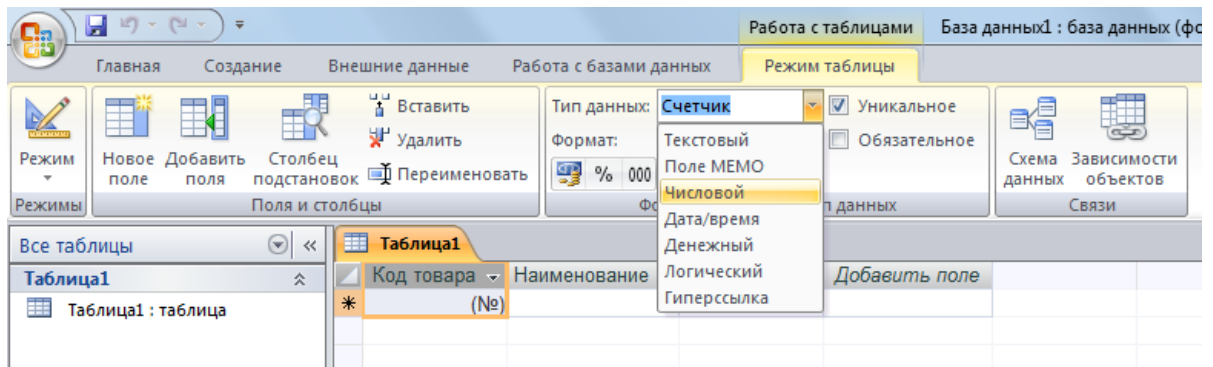 Работа с таблицами База данных1 : база данных (фо
Главная Создание Внешние данные Работа с базами данных Режим таблицы
Режим
Новое поле
Добавить поля
Столбец подстановок
Вставить
Удалить
Переименовать
Тип данных: Счетчик
Формат:
% 000
Текстовый
Поле МЕМО
Числовой
Дата/время
Денежный
Логический
Гиперссылка
Уникальное
Обязательное
Схема данных
Зависимости объектов
Режимы Поля и столбцы Фо п данных Связи
Все таблицы
Таблица1
Таблица1 : таблица
Таблица1
Код товара Наименование Добавить поле
(№)